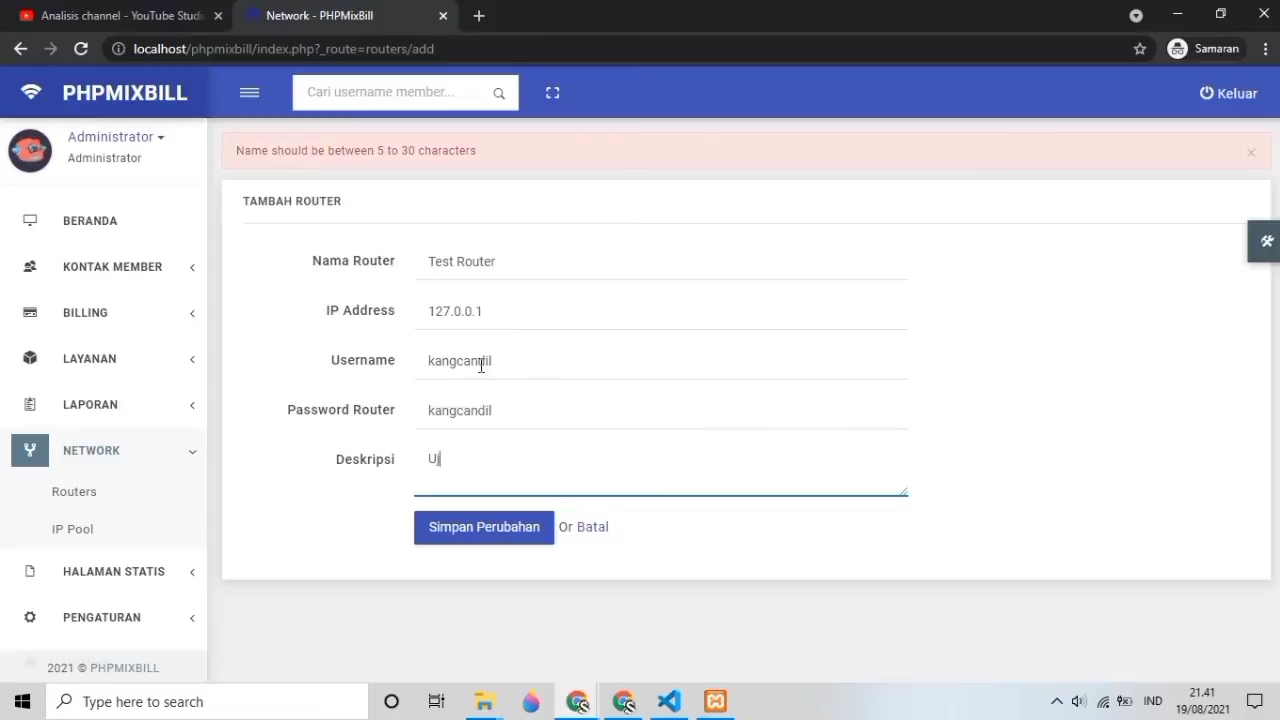 Analisis channel - YouTube Studi
Network - PHPMixBill
localhost/phpmixbill/index.php?_route=routers/add
Samaran
PHPMIXBILL
Cari username member...
Keluar
Administrator
Administrator
Name should be between 5 to 30 characters
TAMBAH ROUTER
BERANDA
KONTAK MEMBER
BILLING
LAYANAN
LAPORAN
NETWORK
Routers
IP Pool
HALAMAN STATIS
PENGATURAN
2021 © PHPMIXBILL
Nama Router Test Router
IP Address 127.0.0.1
Username kangcandil
Password Router kangcandil
Deskripsi Uj
Simpan Perubahan Or Batal
Type here to search
IND
21.41
19/08/2021